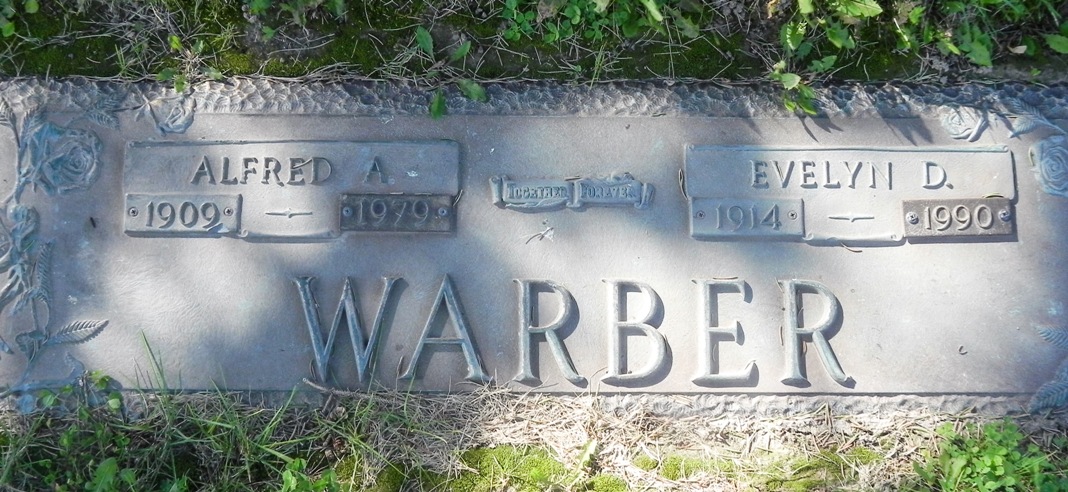 ALFRED A.
1909 1979
TOGETHER FOREVER
EVELYN D.
1914 1990
WARBER